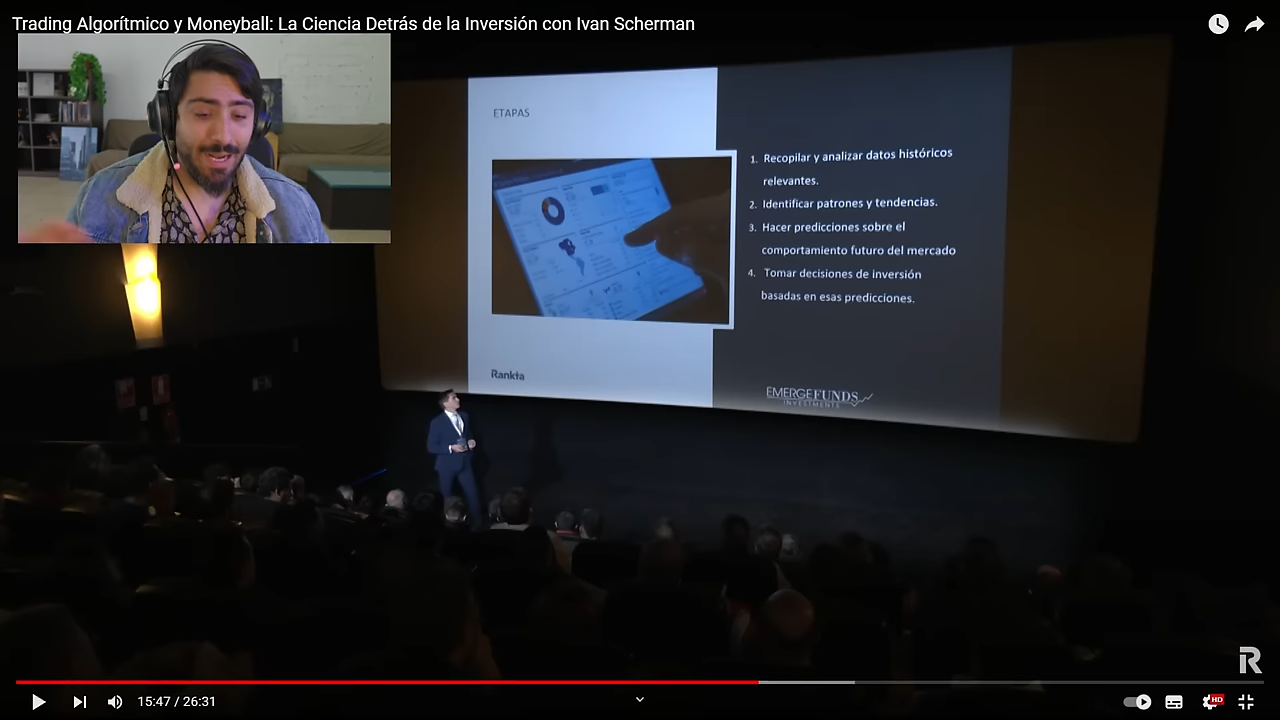 Trading Algorítmico y Moneyball: La Ciencia Detrás de la Inversión con Ivan Scherman
ETAPAS
1. Recopilar y analizar datos históricos
relevantes.
2. Identificar patrones y tendencias.
3. Hacer predicciones sobre el
comportamiento futuro del mercado
4. Tomar decisiones de inversión
basadas en esas predicciones.
Rankia
EMERGEFUNDS
INVESTMENTS
R
15:47 / 26:31
HD